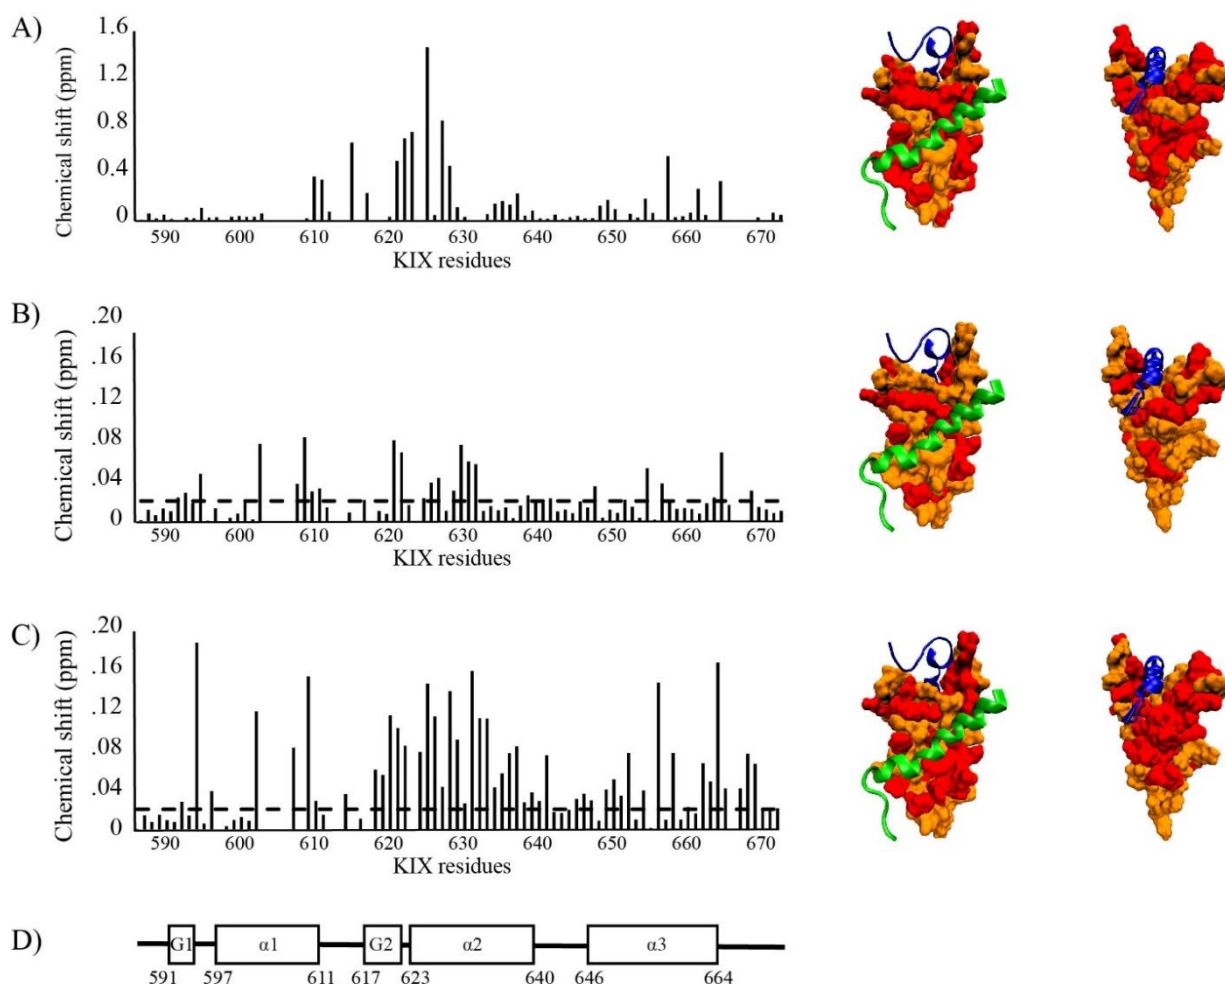 A)
Chemical shift (ppm)
1.6
1.2
0.8
0.4
0
590 600 610 620 630 640 650 660 670
KIX residues
B)
Chemical shift (ppm)
.20
.16
.12
.08
.04
0
590 600 610 620 630 640 650 660 670
KIX residues
C)
Chemical shift (ppm)
.20
.16
.12
.08
.04
0
590 600 610 620 630 640 650 660 670
KIX residues
D)
G1 α1 G2 α2 α3
591 597 611 617 623 640 646 664